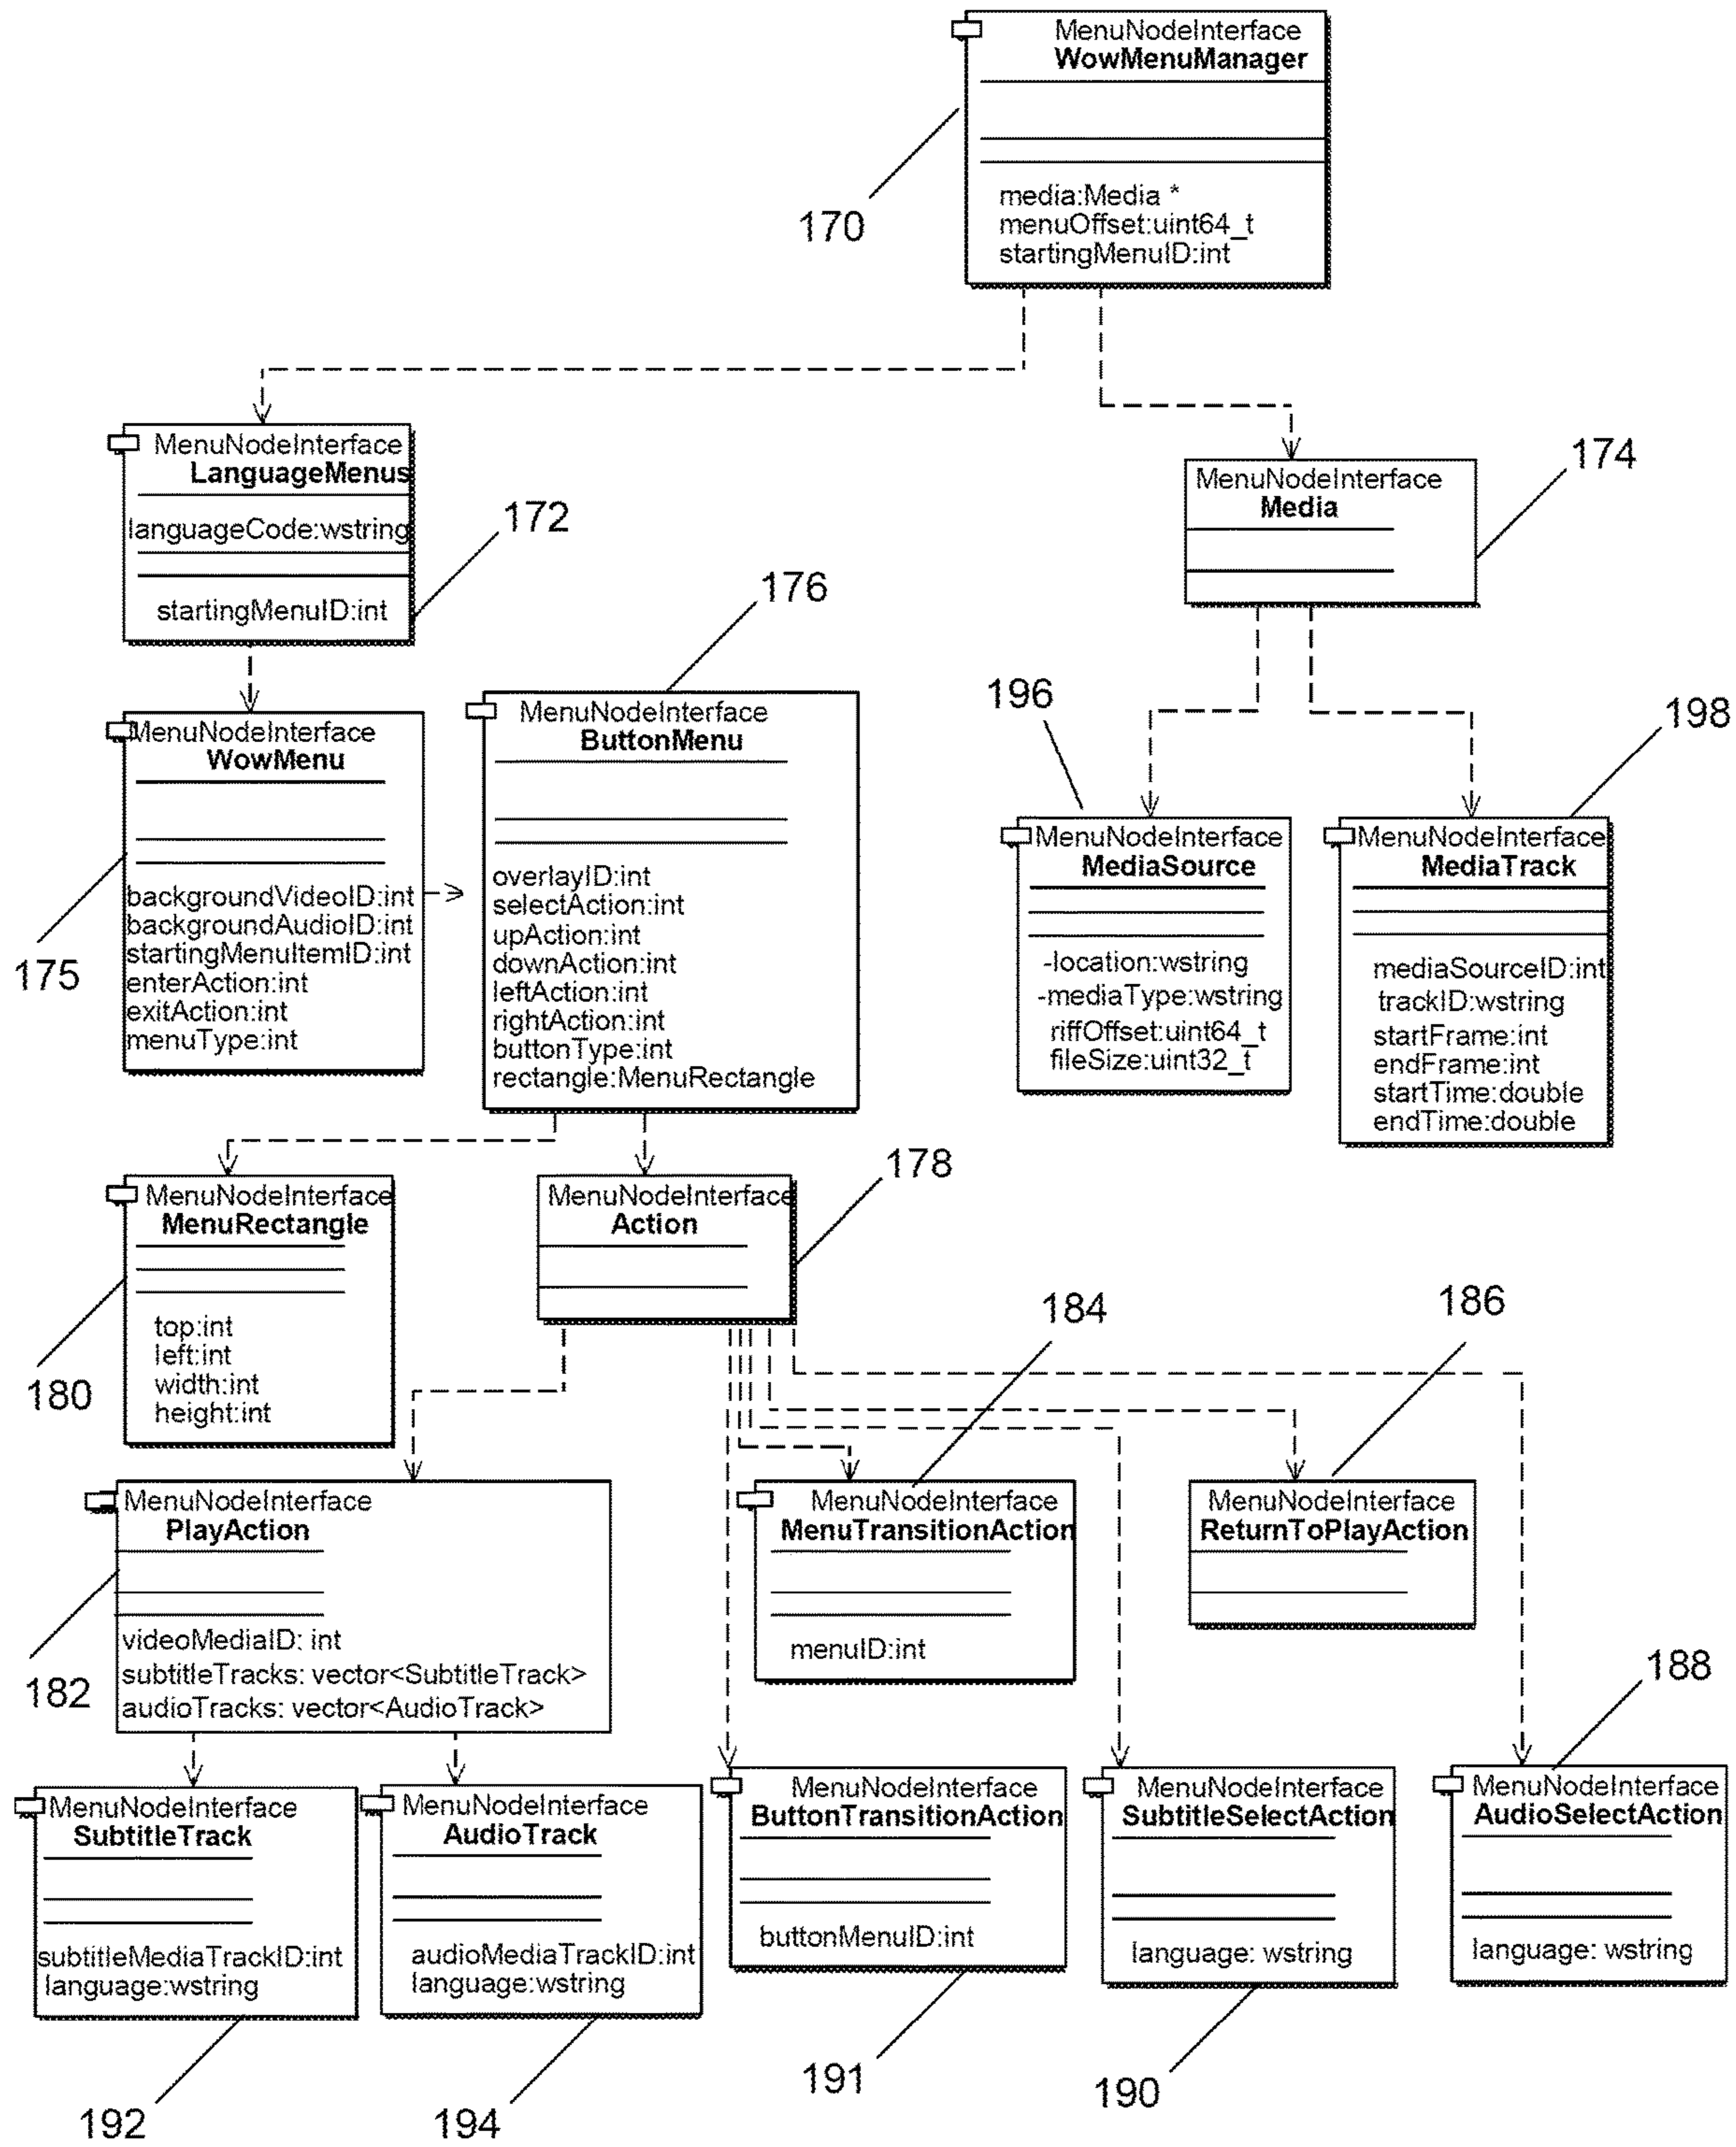 MenuNodeInterface
WowMenuManager
media:Media *
menuOffset:uint64_t
startingMenuID:int
170
MenuNodeInterface
LanguageMenus
languageCode:wstring
startingMenuID:int
172
MenuNodeInterface
Media
174
MenuNodeInterface
WowMenu
backgroundVideoID:int
backgroundAudioID:int
startingMenuItemID:int
enterAction:int
exitAction:int
menuType:int
175
176
MenuNodeInterface
ButtonMenu
overlayID:int
selectAction:int
upAction:int
downAction:int
leftAction:int
rightAction:int
buttonType:int
rectangle:MenuRectangle
196
MenuNodeInterface
MediaSource
-location:wstring
-mediaType:wstring
riffOffset:uint64_t
fileSize:uint32_t
198
MenuNodeInterface
MediaTrack
mediaSourceID:int
trackID:wstring
startFrame:int
endFrame:int
startTime:double
endTime:double
MenuNodeInterface
MenuRectangle
top:int
left:int
width:int
height:int
180
MenuNodeInterface
Action
178
MenuNodeInterface
PlayAction
videoMediaID: int
subtitleTracks: vector<SubtitleTrack>
audioTracks: vector<AudioTrack>
182
184
MenuNodeInterface
MenuTransitionAction
menuID:int
186
MenuNodeInterface
ReturnToPlayAction
MenuNodeInterface
SubtitleTrack
subtitleMediaTrackID:int
language:wstring
192
MenuNodeInterface
AudioTrack
audioMediaTrackID:int
language:wstring
194
MenuNodeInterface
ButtonTransitionAction
buttonMenuID:int
191
MenuNodeInterface
SubtitleSelectAction
language: wstring
190
188
MenuNodeInterface
AudioSelectAction
language: wstring